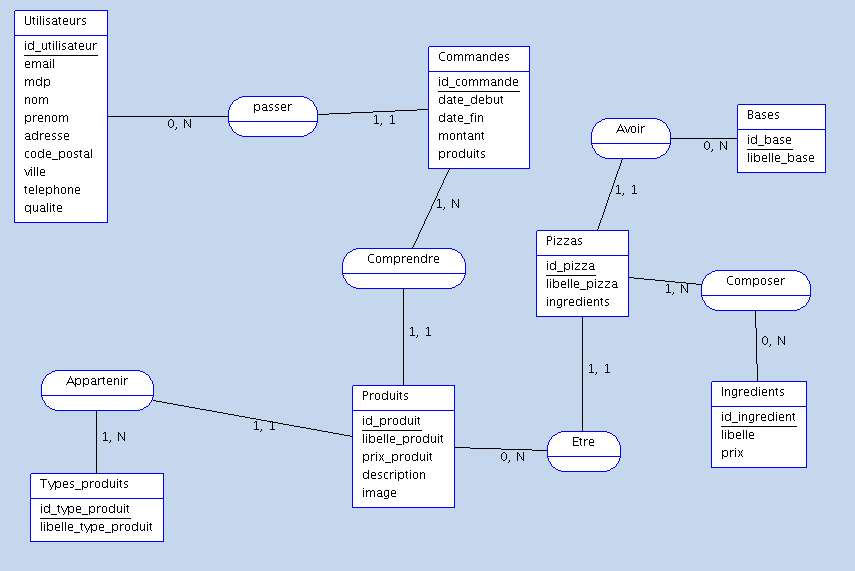 Utilisateurs
id_utilisateur
email
mdp
nom
prenom
adresse
code_postal
ville
telephone
qualite
0, N
passer
1, 1
Commandes
id_commande
date_debut
date_fin
montant
produits
1, N
Comprendre
1, 1
Avoir
0, N
Bases
id_base
libelle_base
1, 1
Pizzas
id_pizza
libelle_pizza
ingredients
1, N
Composer
0, N
Ingredients
id_ingredient
libelle
prix
1, 1
Etre
0, N
Produits
id_produit
libelle_produit
prix_produit
description
image
1, 1
Appartenir
1, N
Types_produits
id_type_produit
libelle_type_produit